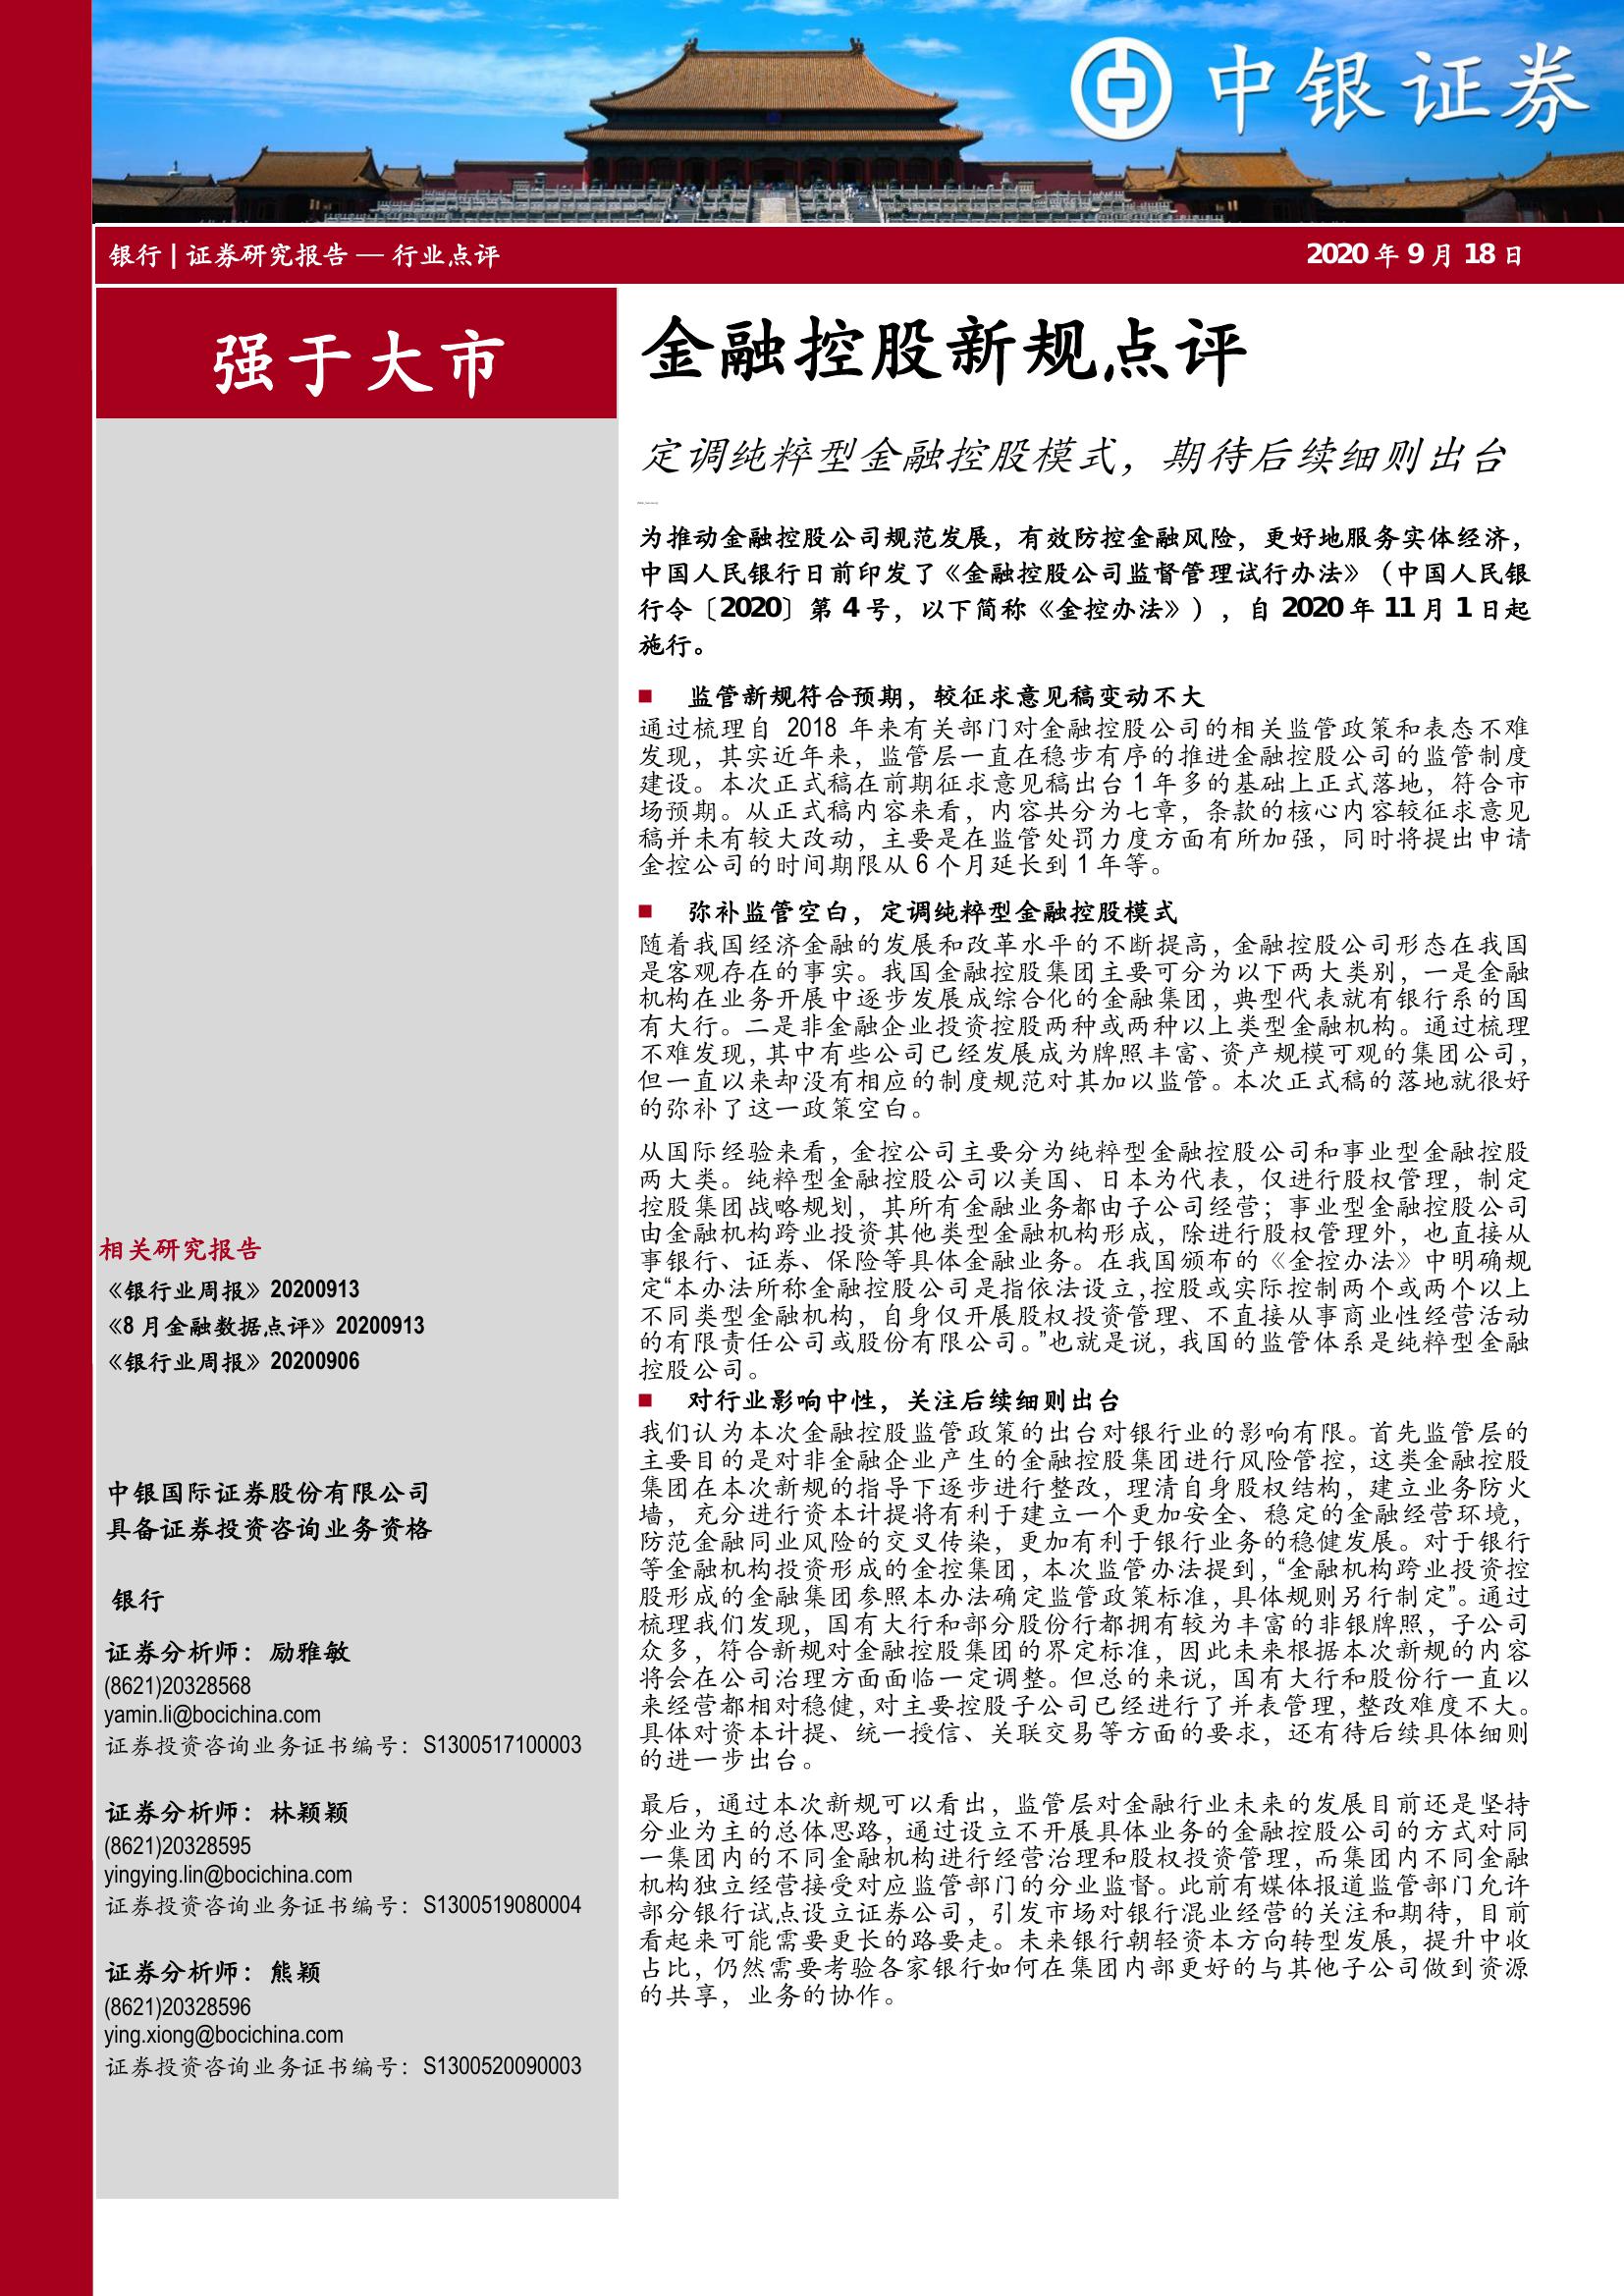 中银证券
银行 | 证券研究报告 — 行业点评
2020 年 9 月 18 日
强于大市
金融控股新规点评
定调纯粹型金融控股模式，期待后续细则出台
为推动金融控股公司规范发展，有效防控金融风险，更好地服务实体经济，
中国人民银行日前印发了《金融控股公司监督管理试行办法》（中国人民银
行令〔2020〕第 4 号，以下简称《金控办法》），自 2020 年 11 月 1 日起
施行。
■ 监管新规符合预期，较征求意见稿变动不大
通过梳理自 2018 年来有关部门对金融控股公司的相关监管政策和表态不难
发现，其实近年来，监管层一直在稳步有序的推进金融控股公司的监管制度
建设。本次正式稿在前期征求意见稿出台 1 年多的基础上正式落地，符合市
场预期。从正式稿内容来看，内容共分为七章，条款的核心内容较征求意见
稿并未有较大改动，主要是在监管处罚力度方面有所加强，同时将提出申请
金控公司的时间期限从 6 个月延长到 1 年等。
■ 弥补监管空白，定调纯粹型金融控股模式
随着我国经济金融的发展和改革水平的不断提高，金融控股公司形态在我国
是客观存在的事实。我国金融控股集团主要可分为以下两大类别，一是金融
机构在业务开展中逐步发展成综合化的金融集团，典型代表就有银行系的国
有大行。二是非金融企业投资控股两种或两种以上类型金融机构。通过梳理
不难发现，其中有些公司已经发展成为牌照丰富、资产规模可观的集团公司，
但一直以来却没有相应的制度规范对其加以监管。本次正式稿的落地就很好
的弥补了这一政策空白。
从国际经验来看，金控公司主要分为纯粹型金融控股公司和事业型金融控股
两大类。纯粹型金融控股公司以美国、日本为代表，仅进行股权管理，制定
控股集团战略规划，其所有金融业务都由子公司经营；事业型金融控股公司
由金融机构跨业投资其他类型金融机构形成，除进行股权管理外，也直接从
事银行、证券、保险等具体金融业务。在我国颁布的《金控办法》中明确规
定“本办法所称金融控股公司是指依法设立,控股或实际控制两个或两个以上
不同类型金融机构，自身仅开展股权投资管理、不直接从事商业性经营活动
的有限责任公司或股份有限公司。”也就是说，我国的监管体系是纯粹型金融
控股公司。
■ 对行业影响中性，关注后续细则出台
我们认为本次金融控股监管政策的出台对银行业的影响有限。首先监管层的
主要目的是对非金融企业产生的金融控股集团进行风险管控，这类金融控股
集团在本次新规的指导下逐步进行整改，理清自身股权结构，建立业务防火
墙，充分进行资本计提将有利于建立一个更加安全、稳定的金融经营环境，
防范金融同业风险的交叉传染，更加有利于银行业务的稳健发展。对于银行
等金融机构投资形成的金控集团，本次监管办法提到，“金融机构跨业投资控
股形成的金融集团参照本办法确定监管政策标准，具体规则另行制定”。通过
梳理我们发现，国有大行和部分股份行都拥有较为丰富的非银牌照，子公司
众多，符合新规对金融控股集团的界定标准，因此未来根据本次新规的内容
将会在公司治理方面面临一定调整。但总的来说，国有大行和股份行一直以
来经营都相对稳健，对主要控股子公司已经进行了并表管理，整改难度不大。
具体对资本计提、统一授信、关联交易等方面的要求，还有待后续具体细则
的进一步出台。
最后，通过本次新规可以看出，监管层对金融行业未来的发展目前还是坚持
分业为主的总体思路，通过设立不开展具体业务的金融控股公司的方式对同
一集团内的不同金融机构进行经营治理和股权投资管理，而集团内不同金融
机构独立经营接受对应监管部门的分业监督。此前有媒体报道监管部门允许
部分银行试点设立证券公司，引发市场对银行混业经营的关注和期待，目前
看起来可能需要更长的路要走。未来银行朝轻资本方向转型发展，提升中收
占比，仍然需要考验各家银行如何在集团内部更好的与其他子公司做到资源
的共享，业务的协作。
相关研究报告
《银行业周报》20200913
《8 月金融数据点评》20200913
《银行业周报》20200906
中银国际证券股份有限公司
具备证券投资咨询业务资格
银行
证券分析师：励雅敏
(8621)20328568
yamin.li@bocichina.com
证券投资咨询业务证书编号：S1300517100003
证券分析师：林颖颖
(8621)20328595
yingying.lin@bocichina.com
证券投资咨询业务证书编号：S1300519080004
证券分析师：熊颖
(8621)20328596
ying.xiong@bocichina.com
证券投资咨询业务证书编号：S1300520090003